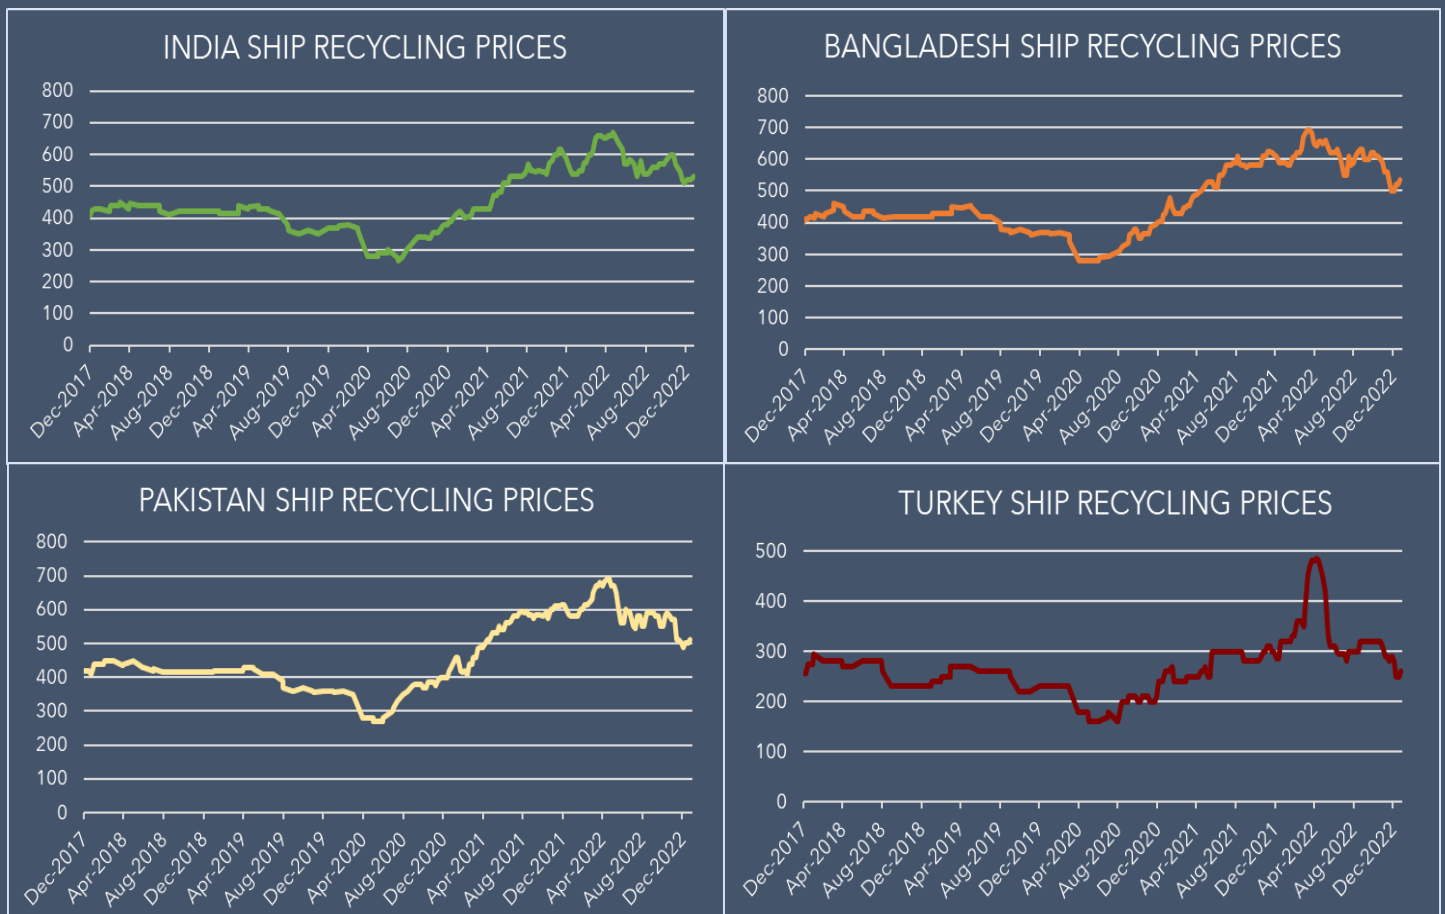 INDIA SHIP RECYCLING PRICES
800
700
600
500
400
300
200
100
0
Dec-2017
Apr-2018
Aug-2018
Dec-2018
Apr-2019
Aug-2019
Dec-2019
Apr-2020
Aug-2020
Dec-2020
Apr-2021
Aug-2021
Dec-2021
Apr-2022
Aug-2022
Dec-2022
BANGLADESH SHIP RECYCLING PRICES
800
700
600
500
400
300
200
100
0
Dec-2017
Apr-2018
Aug-2018
Dec-2018
Apr-2019
Aug-2019
Dec-2019
Apr-2020
Aug-2020
Dec-2020
Apr-2021
Aug-2021
Dec-2021
Apr-2022
Aug-2022
Dec-2022
PAKISTAN SHIP RECYCLING PRICES
800
700
600
500
400
300
200
100
0
Dec-2017
Apr-2018
Aug-2018
Dec-2018
Apr-2019
Aug-2019
Dec-2019
Apr-2020
Aug-2020
Dec-2020
Apr-2021
Aug-2021
Dec-2021
Apr-2022
Aug-2022
Dec-2022
TURKEY SHIP RECYCLING PRICES
500
400
300
200
100
0
Dec-2017
Apr-2018
Aug-2018
Dec-2018
Apr-2019
Aug-2019
Dec-2019
Apr-2020
Aug-2020
Dec-2020
Apr-2021
Aug-2021
Dec-2021
Apr-2022
Aug-2022
Dec-2022